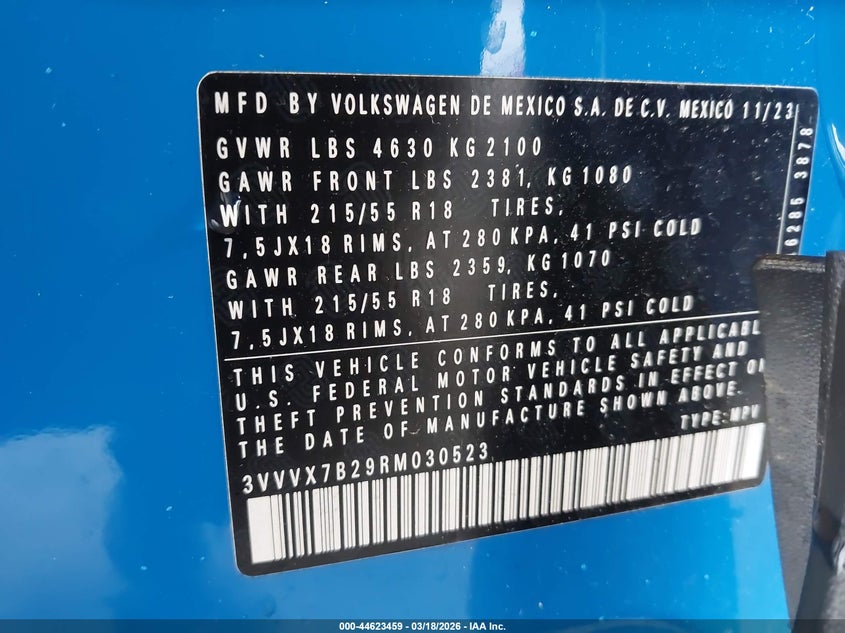 MFD BY VOLKSWAGEN DE MEXICO S.A. DE C.V. MEXICO 11/23
GVWR LBS 4630 KG 2100
GAWR FRONT LBS 2381, KG 1080
WITH 215/55 R18 TIRES,
7,5JX18 RIMS, AT 280 KPA, 41 PSI COLD
GAWR REAR LBS 2359, KG 1070
WITH 215/55 R18 TIRES,
7,5JX18 RIMS, AT 280 KPA, 41 PSI COLD
THIS VEHICLE CONFORMS TO ALL APPLICABL
U.S. FEDERAL MOTOR VEHICLE SAFETY AND
THEFT PREVENTION STANDARDS IN EFFECT O
THE DATE OF MANUFACTURE SHOWN ABOVE.
TYPE: MPV
3VVVX7B29RM030523
6285 3878
000-44623459 - 03/18/2026 - IAA Inc.